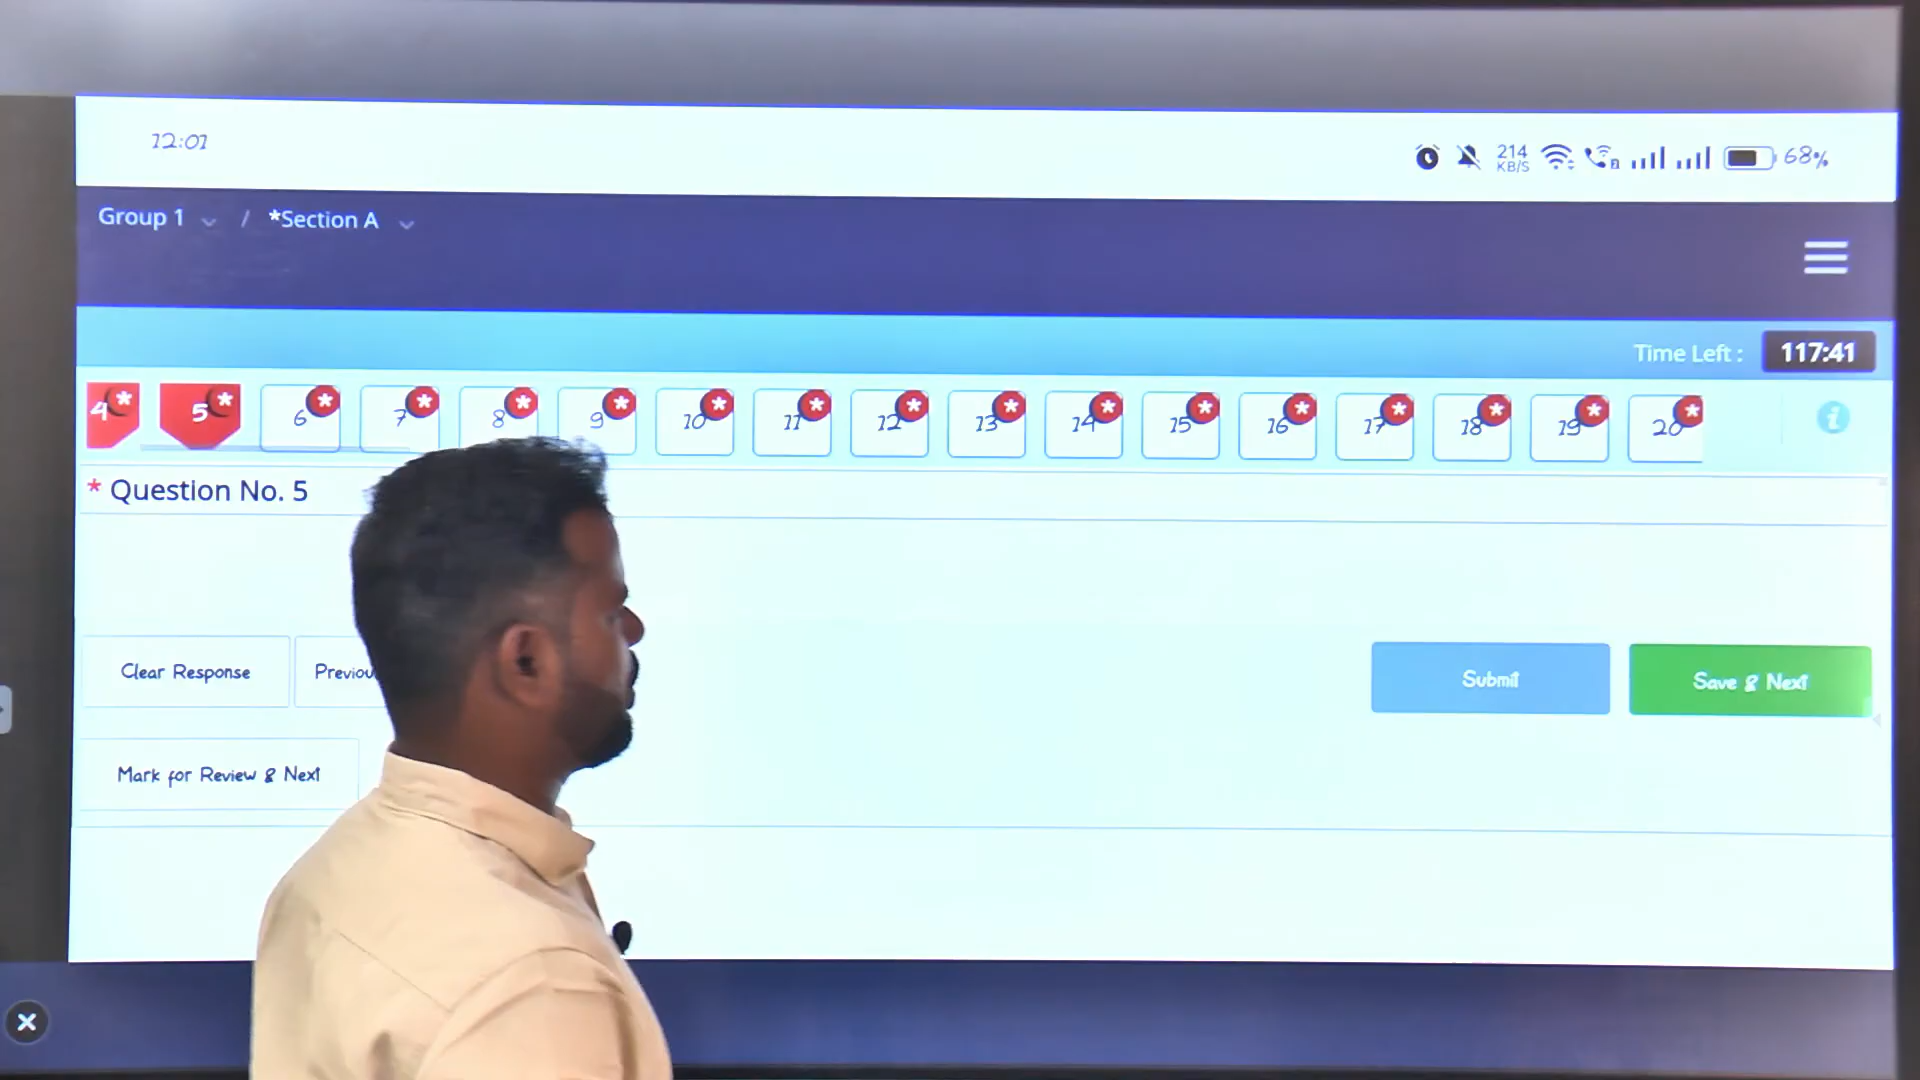 12:01
214 KB/S 2 68%
Group 1 / *Section A
Time Left : 117:41
4* 5* 6* 7* 8* 9* 10* 11* 12* 13* 14* 15* 16* 17* 18* 19* 20* i
* Question No. 5
Clear Response Previou Submit Save & Next
Mark for Review & Next